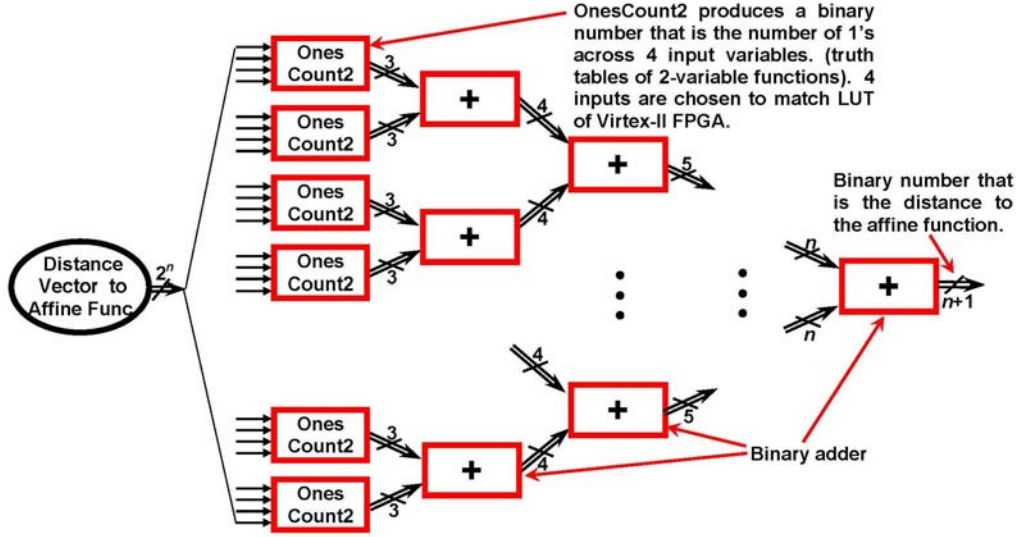 OnesCount2 produces a binary
number that is the number of 1's
across 4 input variables. (truth
tables of 2-variable functions). 4
inputs are chosen to match LUT
of Virtex-II FPGA.
Ones
Count2
3
+
4
Ones
Count2
3
+
5
Ones
Count2
3
+
4
Ones
Count2
3
Binary number that
is the distance to
the affine function.
Distance
Vector to
Affine Func
2ⁿ
n
+
n+1
n
4
+
5
Ones
Count2
3
+
4
Ones
Count2
3
Binary adder